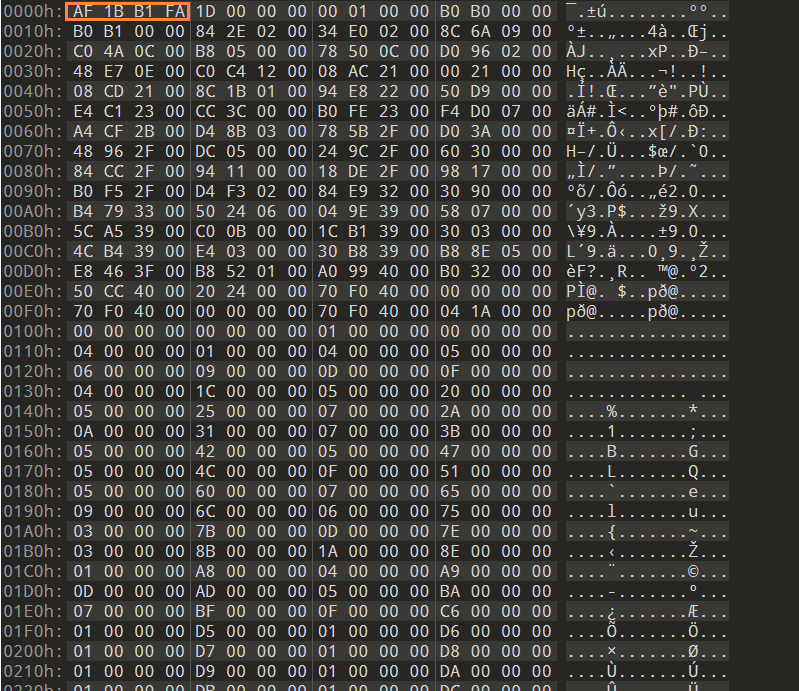 0000h: AF 1B B1 FA 1D 00 00 00 00 01 00 00 B0 B0 00 00 ¯.±ú........°°..
0010h: B0 B1 00 00 84 2E 02 00 34 E0 02 00 8C 6A 09 00 °±..„...4à..Œj..
0020h: C0 4A 0C 00 B8 05 00 00 78 50 0C 00 D0 96 02 00 ÀJ..¸...xP..Ð–..
0030h: 48 E7 0E 00 C0 C4 12 00 08 AC 21 00 00 21 00 00 Hç..ÀÄ...¬!..!..
0040h: 08 CD 21 00 8C 1B 01 00 94 E8 22 00 50 D9 00 00 .Í!.Œ...”è".PÙ..
0050h: E4 C1 23 00 CC 3C 00 00 B0 FE 23 00 F4 D0 07 00 äÁ#.Ì<..°þ#.ôÐ..
0060h: A4 CF 2B 00 D4 8B 03 00 78 5B 2F 00 D0 3A 00 00 ¤Ï+.Ô‹..x[/.Ð:..
0070h: 48 96 2F 00 DC 05 00 00 24 9C 2F 00 60 30 00 00 H–/.Ü...$œ/.`0..
0080h: 84 CC 2F 00 94 11 00 00 18 DE 2F 00 98 17 00 00 „Ì/.”....Þ/.˜...
0090h: B0 F5 2F 00 D4 F3 02 00 84 E9 32 00 30 90 00 00 °õ/.Ôó..„é2.0...
00A0h: B4 79 33 00 50 24 06 00 04 9E 39 00 58 07 00 00 ´y3.P$...ž9.X...
00B0h: 5C A5 39 00 C0 0B 00 00 1C B1 39 00 30 03 00 00 \¥9.À....±9.0...
00C0h: 4C B4 39 00 E4 03 00 00 30 B8 39 00 B8 8E 05 00 L´9.ä...0¸9.¸Ž..
00D0h: E8 46 3F 00 B8 52 01 00 A0 99 40 00 B0 32 00 00 èF?.¸R.. ™@.°2..
00E0h: 50 CC 40 00 20 24 00 00 70 F0 40 00 00 00 00 00 PÌ@. $..pð@.....
00F0h: 70 F0 40 00 00 00 00 00 70 F0 40 00 04 1A 00 00 pð@.....pð@.....
0100h: 00 00 00 00 00 00 00 00 01 00 00 00 00 00 00 00 ................
0110h: 04 00 00 00 01 00 00 00 04 00 00 00 05 00 00 00 ................
0120h: 06 00 00 00 09 00 00 00 0D 00 00 00 0F 00 00 00 ................
0130h: 04 00 00 00 1C 00 00 00 05 00 00 00 20 00 00 00 ............ ...
0140h: 05 00 00 00 25 00 00 00 07 00 00 00 2A 00 00 00 ....%.......*...
0150h: 0A 00 00 00 31 00 00 00 07 00 00 00 3B 00 00 00 ....1.......;...
0160h: 05 00 00 00 42 00 00 00 05 00 00 00 47 00 00 00 ....B.......G...
0170h: 05 00 00 00 4C 00 00 00 0F 00 00 00 51 00 00 00 ....L.......Q...
0180h: 05 00 00 00 60 00 00 00 07 00 00 00 65 00 00 00 ....`.......e...
0190h: 09 00 00 00 6C 00 00 00 06 00 00 00 75 00 00 00 ....l.......u...
01A0h: 03 00 00 00 7B 00 00 00 0D 00 00 00 7E 00 00 00 ....{.......~...
01B0h: 03 00 00 00 8B 00 00 00 1A 00 00 00 8E 00 00 00 ....‹.......Ž...
01C0h: 01 00 00 00 A8 00 00 00 04 00 00 00 A9 00 00 00 ....¨.......©...
01D0h: 0D 00 00 00 AD 00 00 00 05 00 00 00 BA 00 00 00 ....-.......º...
01E0h: 07 00 00 00 BF 00 00 00 0F 00 00 00 C6 00 00 00 ....¿.......Æ...
01F0h: 01 00 00 00 D5 00 00 00 01 00 00 00 D6 00 00 00 ....Õ.......Ö...
0200h: 01 00 00 00 D7 00 00 00 01 00 00 00 D8 00 00 00 ....×.......Ø...
0210h: 01 00 00 00 D9 00 00 00 01 00 00 00 DA 00 00 00 ....Ù.......Ú...